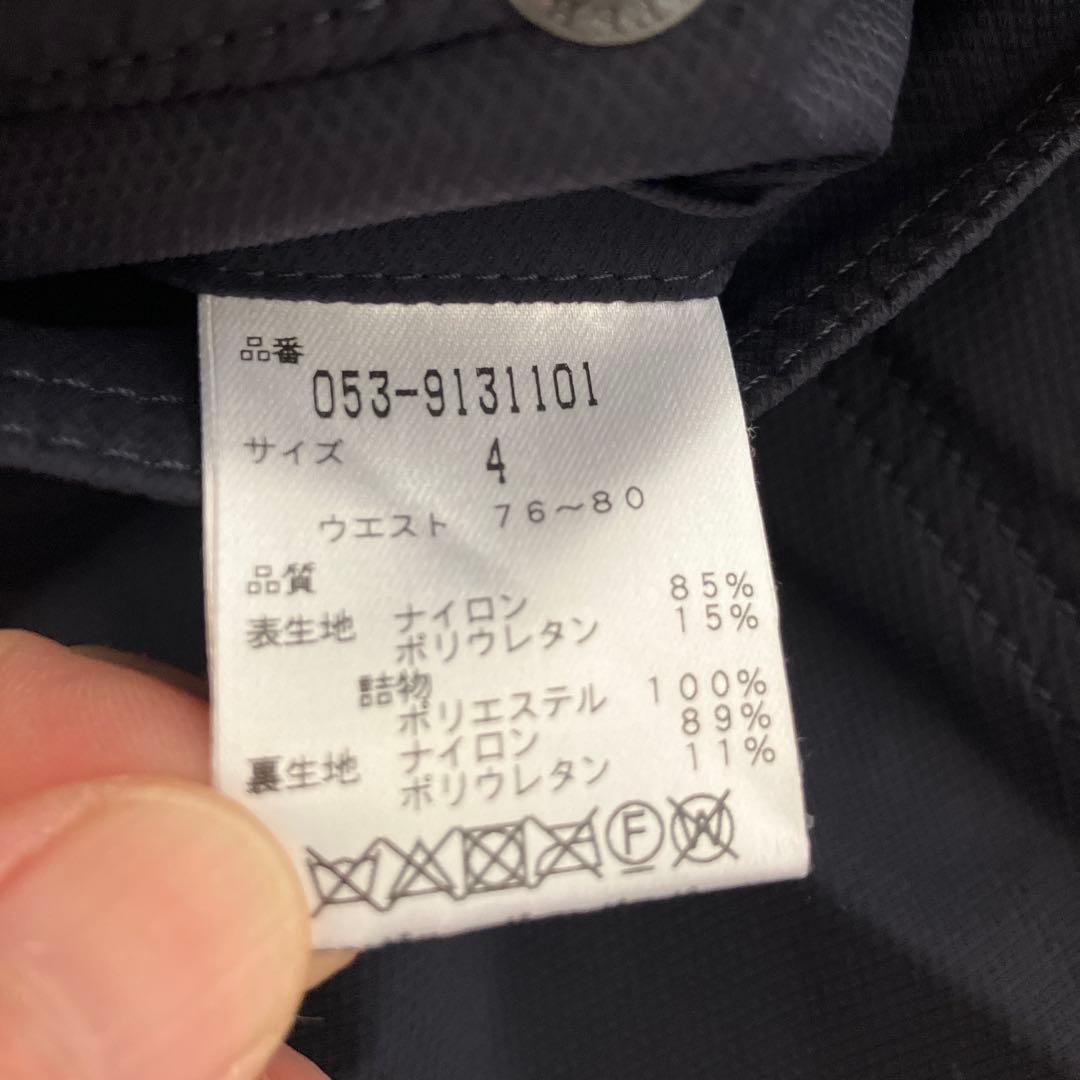 品番
053-9131101
サイズ 4
ウエスト 76～80
品質
表生地 ナイロン 85%
ポリウレタン 15%
詰物
ポリエステル 100%
裏生地 ナイロン 89%
ポリウレタン 11%
F W